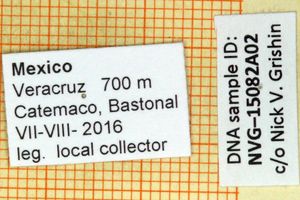 Mexico
Veracruz 700 m
Catemaco, Bastonal
VII-VIII- 2016
leg. local collector
DNA sample ID:
NVG-15082A02
c/o Nick V. Grishin